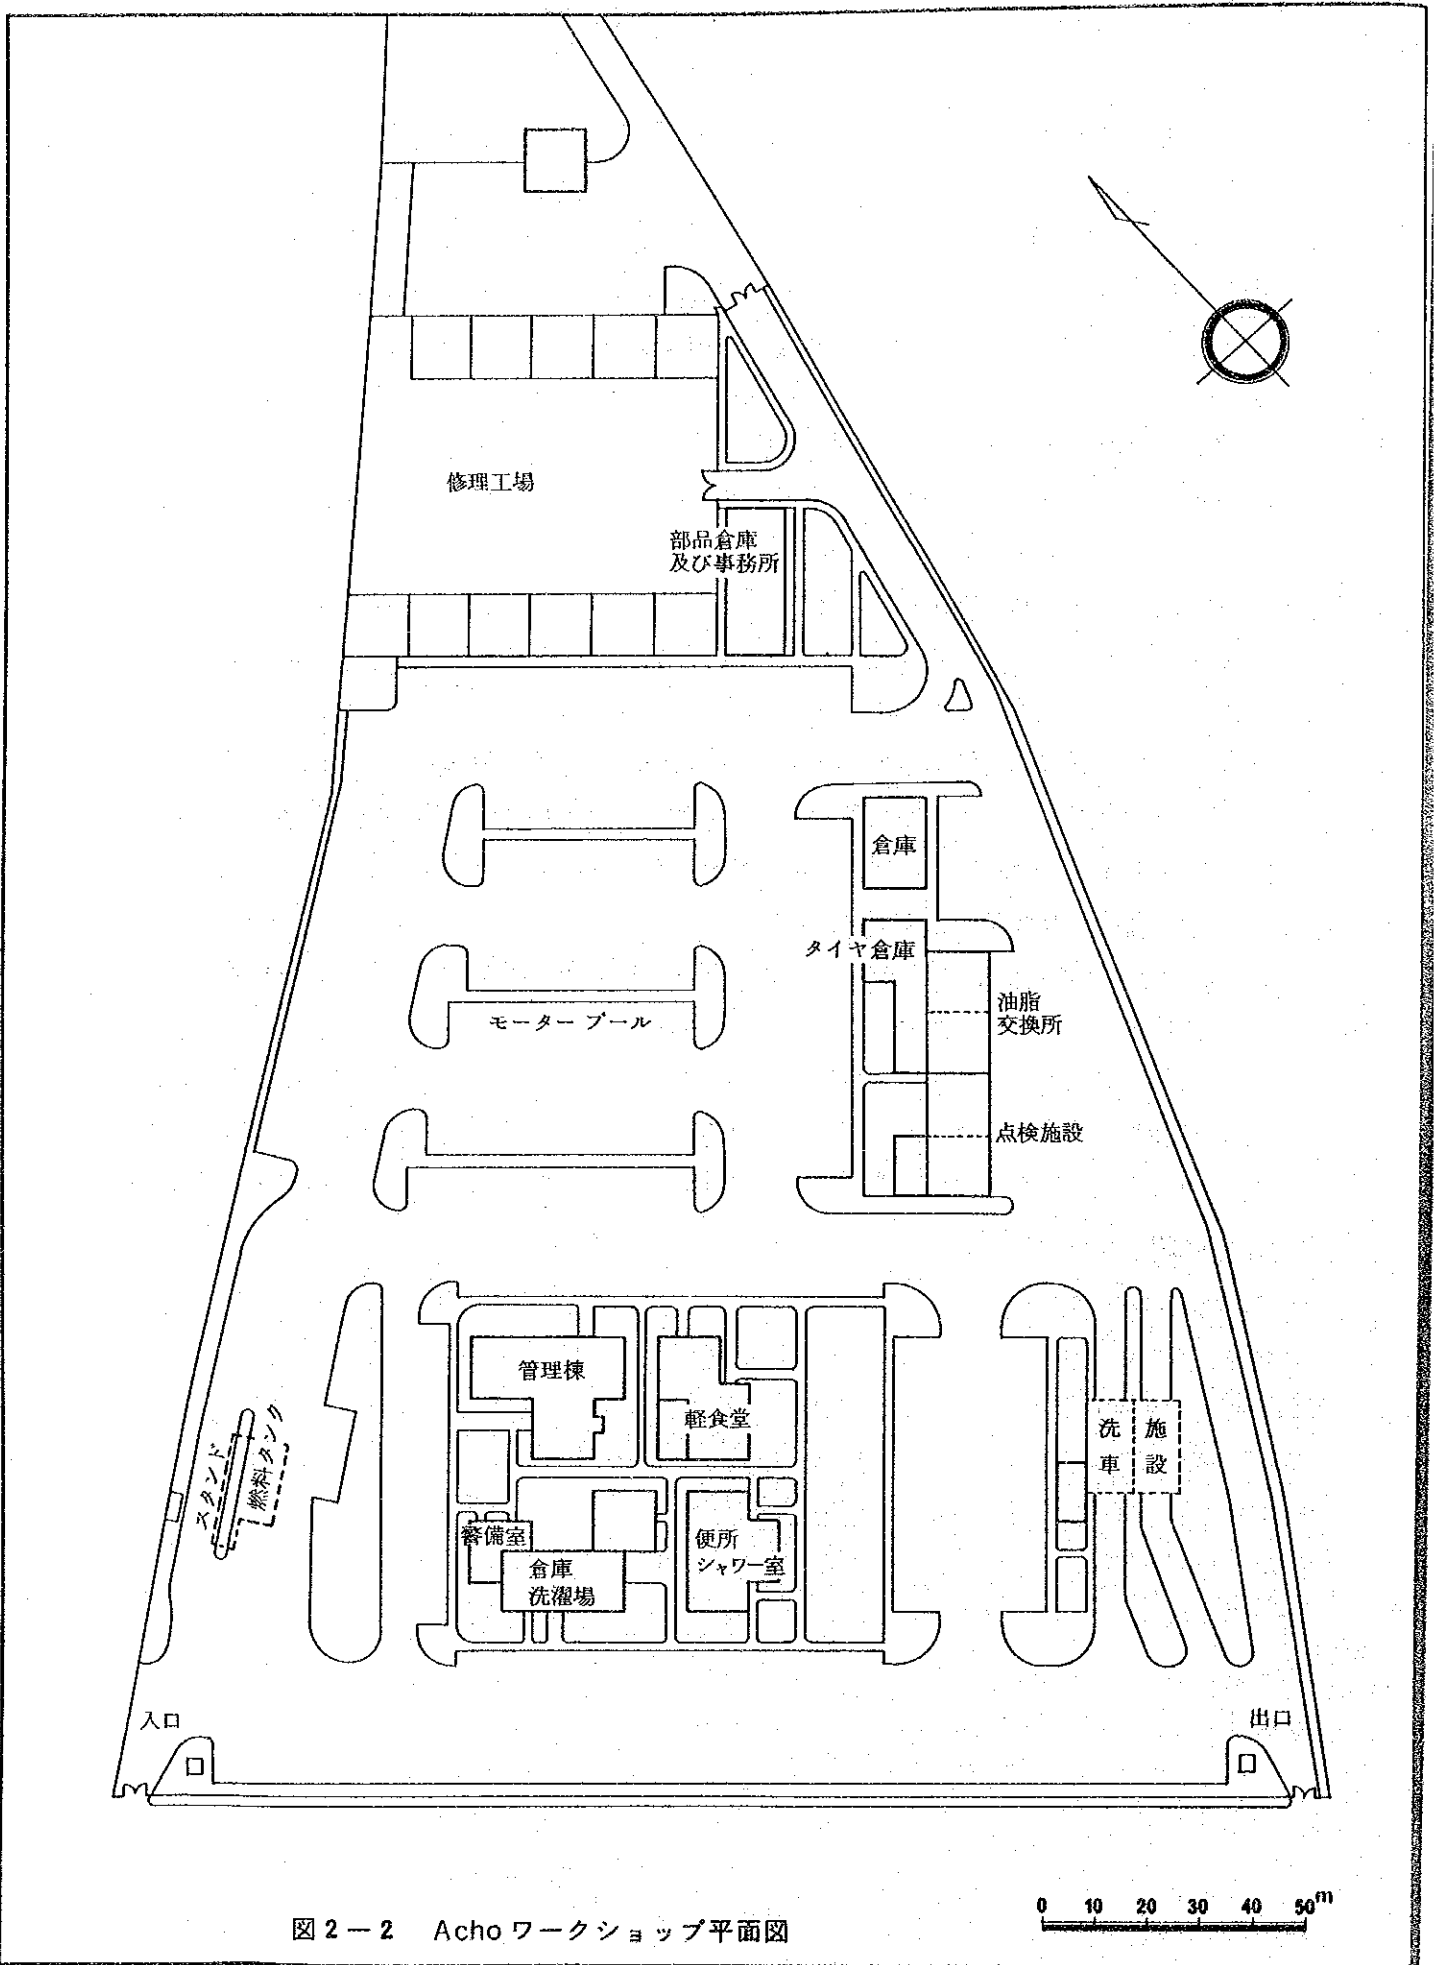 修理工場
部品倉庫
及び事務所
倉庫
タイヤ倉庫
油脂
交換所
モータープール
点検施設
管理棟
軽食堂
洗車
施設
スタンド
燃料タンク
警備室
倉庫
洗濯場
便所
シャワー室
入口
出口
0 10 20 30 40 50m
図2-2 Achoワークショップ平面図